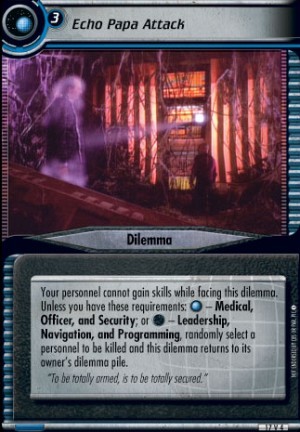 3
Echo Papa Attack
Dilemma
Your personnel cannot gain skills while facing this dilemma.
Unless you have these requirements: – Medical,
Officer, and Security; or – Leadership,
Navigation, and Programming, randomly select a
personnel to be killed and this dilemma returns to its
owner's dilemma pile.
"To be totally armed, is to be totally secured."
17 V 4